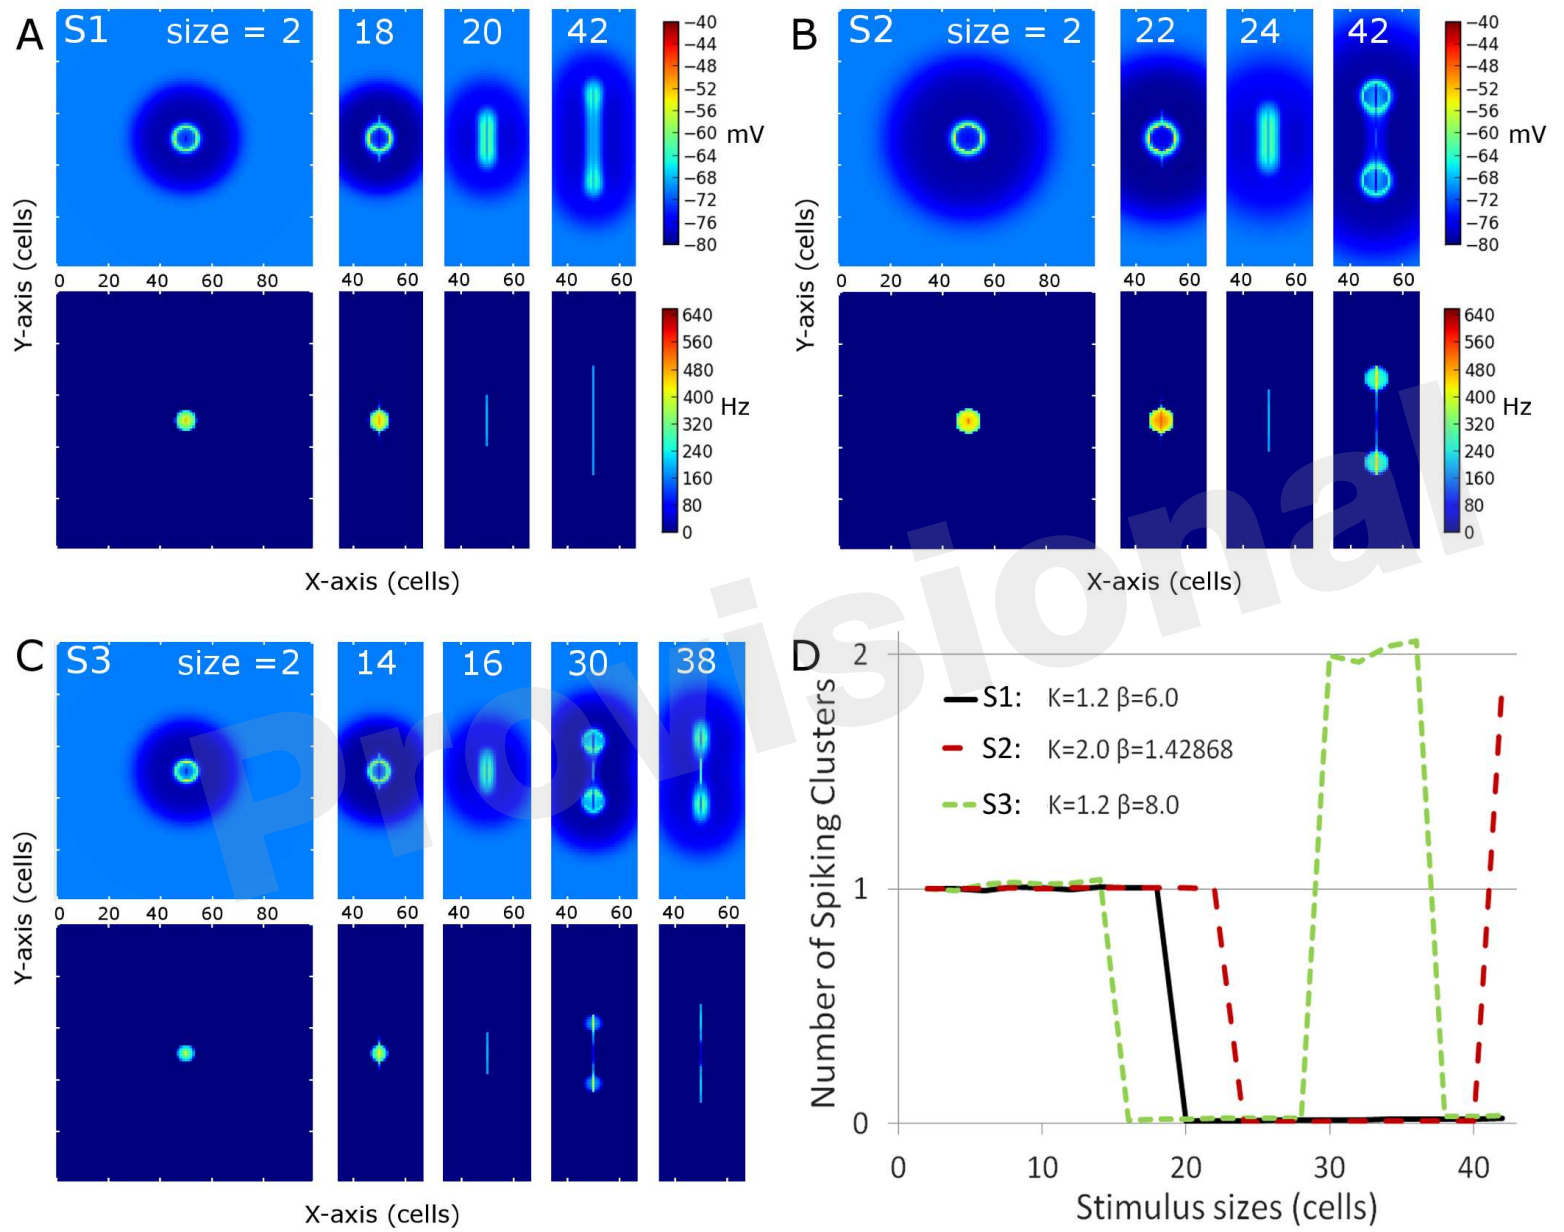 A S1 size = 2 18 20 42
−40
−44
−48
−52
−56
−60
−64
−68
−72
−76
−80
mV
0 20 40 60 80 40 60 40 60 40 60
640
560
480
400
320
240
160
80
0
Hz
Y-axis (cells)
X-axis (cells)
B S2 size = 2 22 24 42
−40
−44
−48
−52
−56
−60
−64
−68
−72
−76
−80
mV
0 20 40 60 80 40 60 40 60 40 60
640
560
480
400
320
240
160
80
0
Hz
Y-axis (cells)
X-axis (cells)
C S3 size =2 14 16 30 38
0 20 40 60 80 40 60 40 60 40 60 40 60
Y-axis (cells)
X-axis (cells)
D
2
1
0
Number of Spiking Clusters
S1: K=1.2 β=6.0
S2: K=2.0 β=1.42868
S3: K=1.2 β=8.0
0 10 20 30 40
Stimulus sizes (cells)
Provisional